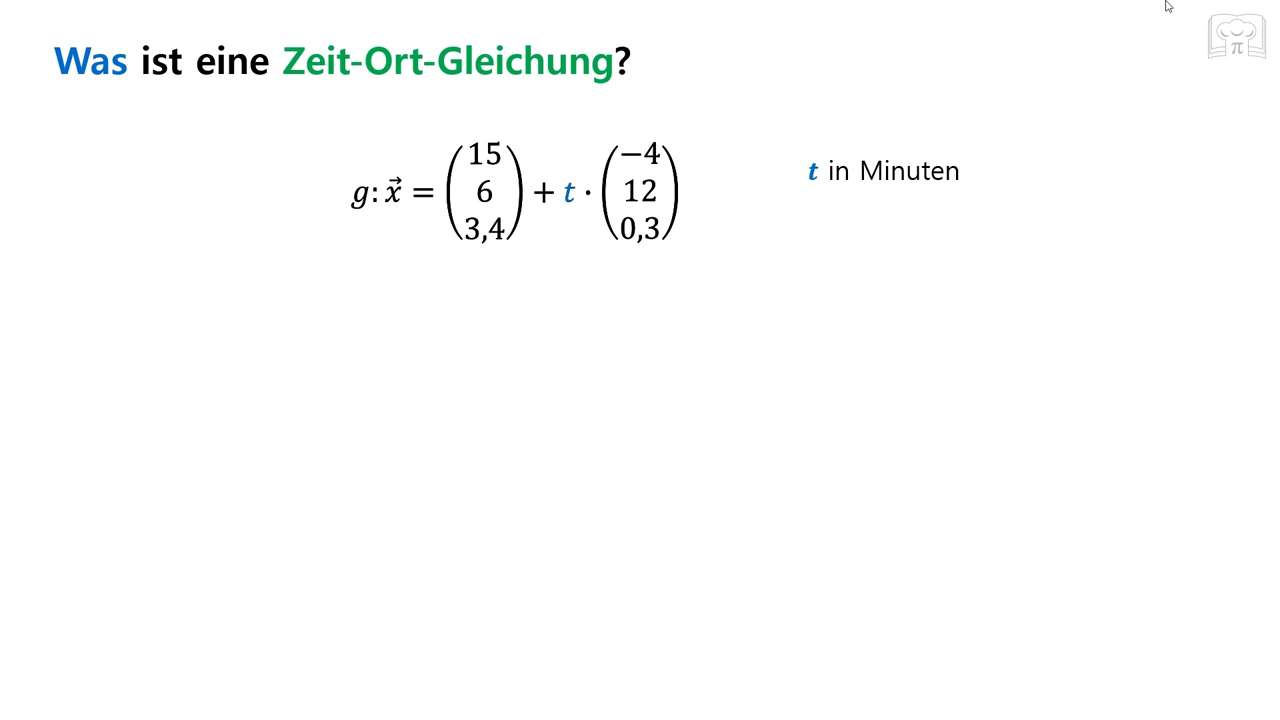 Was ist eine Zeit-Ort-Gleichung?
g: x⃗ = (15 6 3,4) + t · (−4 12 0,3)
t in Minuten
π